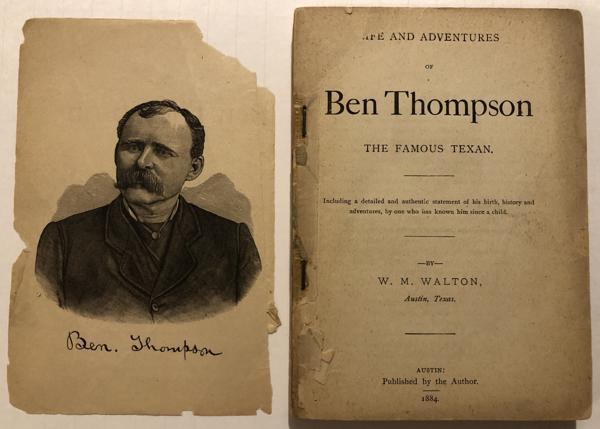 Ben. Thompson
LIFE AND ADVENTURES
OF
Ben Thompson
THE FAMOUS TEXAN.
Including a detailed and authentic statement of his birth, history and
adventures, by one who has known him since a child.
—BY—
W. M. WALTON,
Austin, Texas.
AUSTIN:
Published by the Author.
1884.